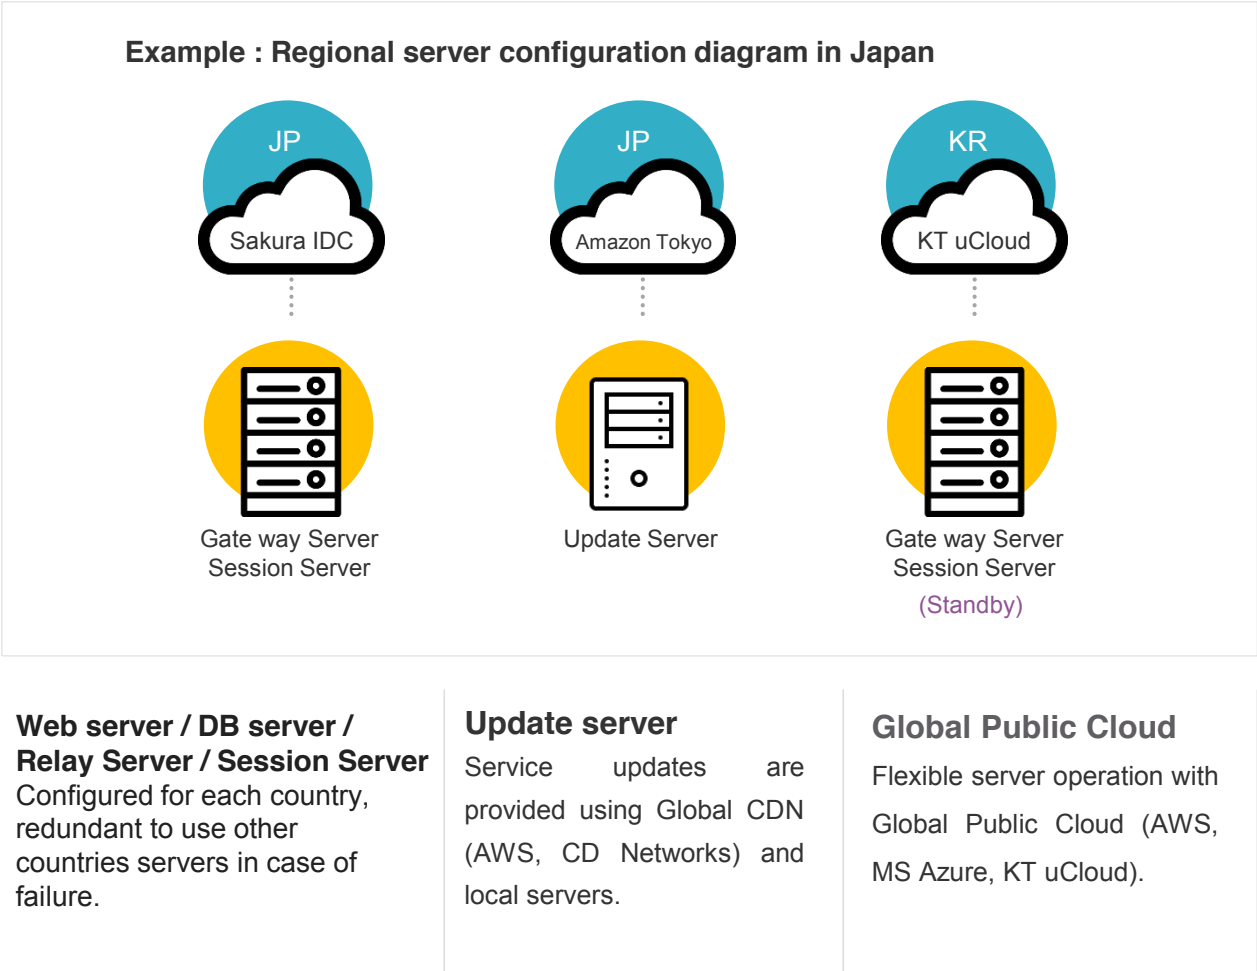 Example : Regional server configuration diagram in Japan
JP
JP
KR
Sakura IDC
Amazon Tokyo
KT uCloud
Gate way Server
Session Server
Update Server
Gate way Server
Session Server
(Standby)
Web server / DB server /
Relay Server / Session Server
Configured for each country,
redundant to use other
countries servers in case of
failure.
Update server
Service updates are
provided using Global CDN
(AWS, CD Networks) and
local servers.
Global Public Cloud
Flexible server operation with
Global Public Cloud (AWS,
MS Azure, KT uCloud).